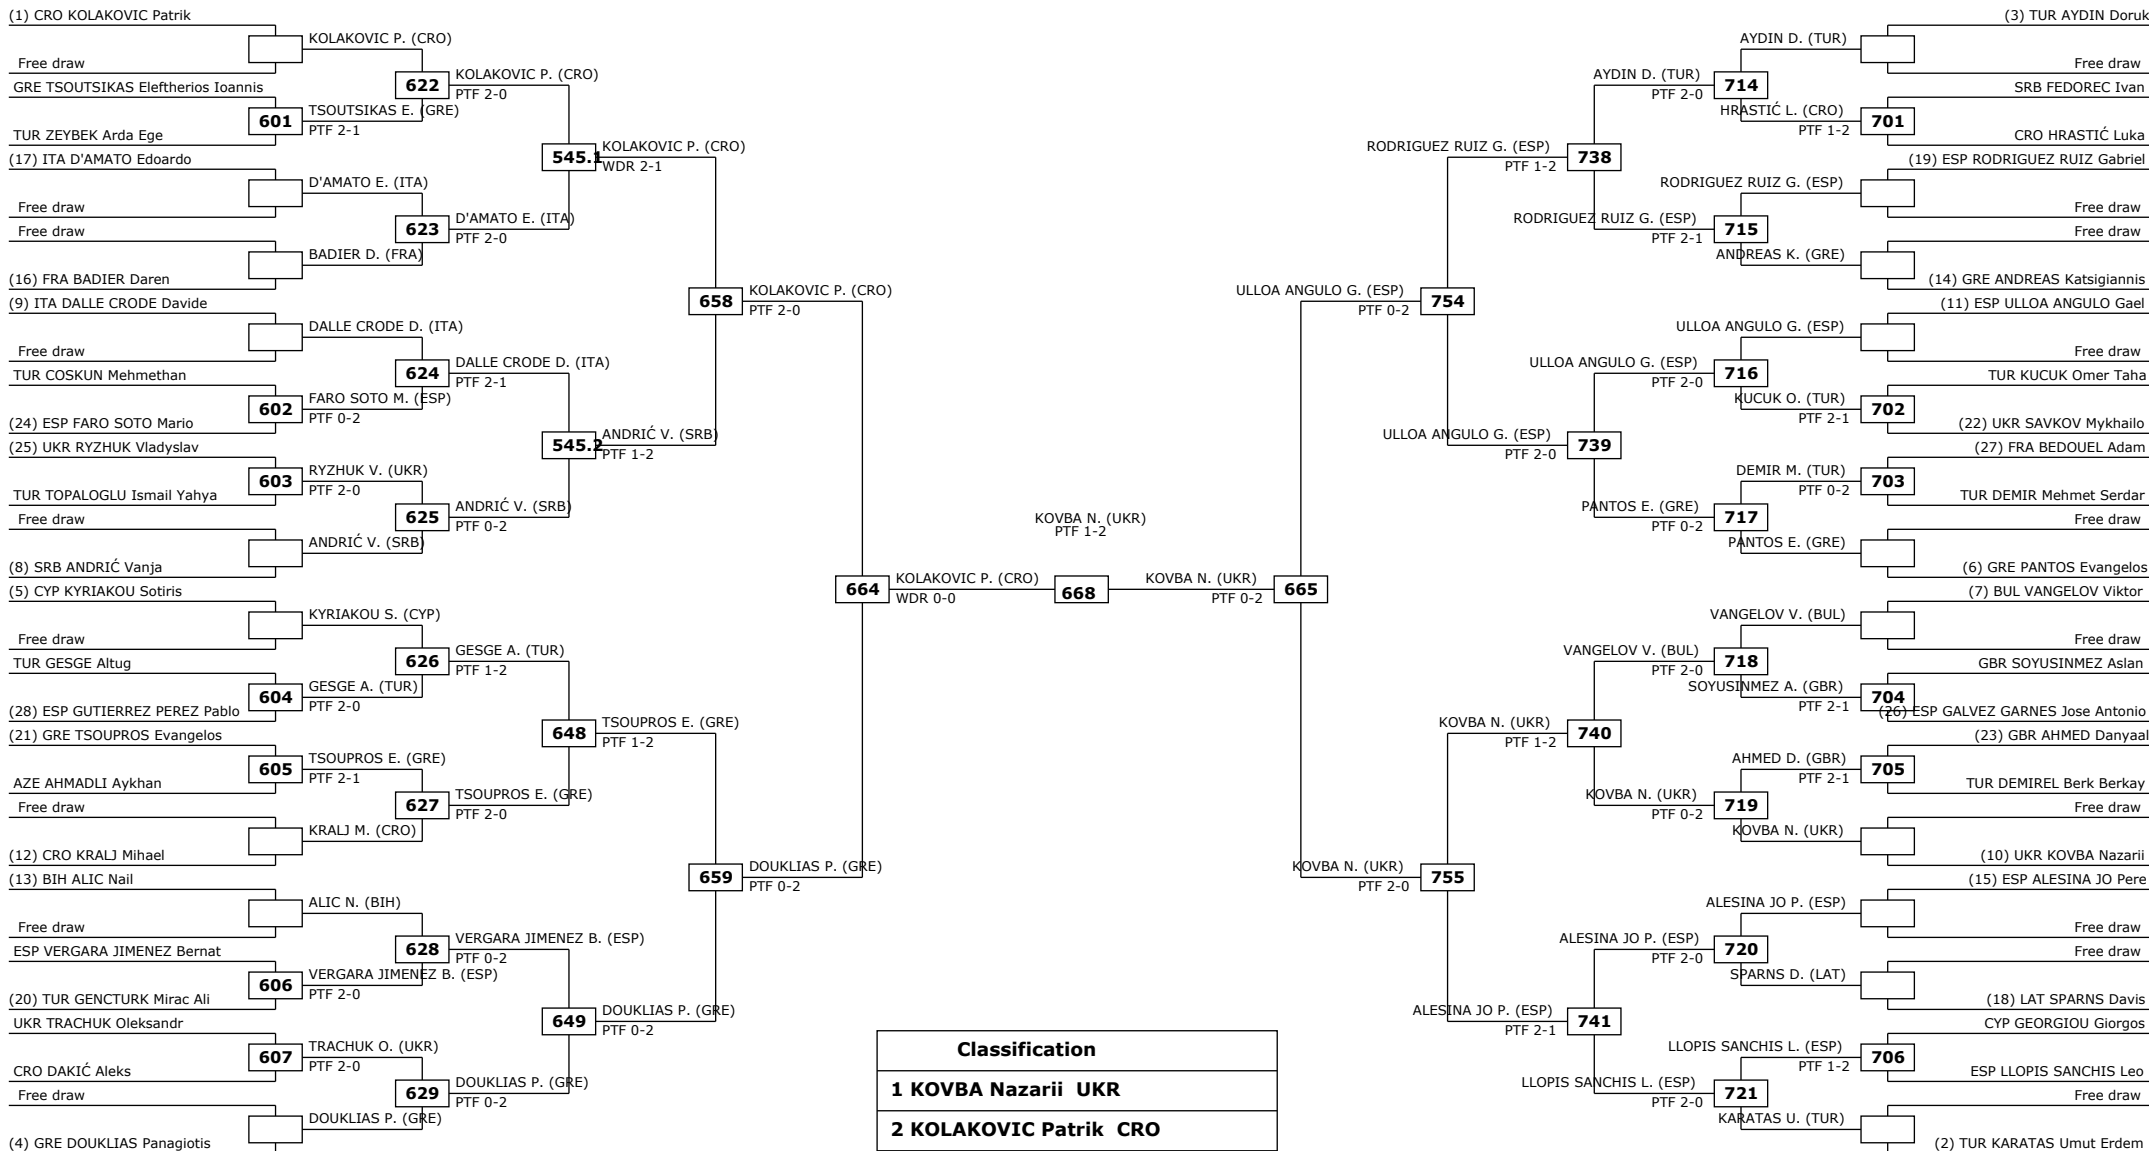 (1) CRO KOLAKOVIC Patrik
Free draw
GRE TSOUTSIKAS Eleftherios Ioannis
TUR ZEYBEK Arda Ege
(17) ITA D'AMATO Edoardo
Free draw
Free draw
(16) FRA BADIER Daren
(9) ITA DALLE CRODE Davide
Free draw
TUR COSKUN Mehmethan
(24) ESP FARO SOTO Mario
(25) UKR RYZHUK Vladyslav
TUR TOPALOGLU Ismail Yahya
Free draw
(8) SRB ANDRIĆ Vanja
(5) CYP KYRIAKOU Sotiris
Free draw
TUR GESGE Altug
(28) ESP GUTIERREZ PEREZ Pablo
(21) GRE TSOUPROS Evangelos
AZE AHMADLI Aykhan
Free draw
(12) CRO KRALJ Mihael
(13) BIH ALIC Nail
Free draw
ESP VERGARA JIMENEZ Bernat
(20) TUR GENCTURK Mirac Ali
UKR TRACHUK Oleksandr
CRO DAKIĆ Aleks
Free draw
(4) GRE DOUKLIAS Panagiotis
KOLAKOVIC P. (CRO)
601
TSOUTSIKAS E. (GRE)
PTF 2-1
D'AMATO E. (ITA)
BADIER D. (FRA)
DALLE CRODE D. (ITA)
602
FARO SOTO M. (ESP)
PTF 0-2
603
RYZHUK V. (UKR)
PTF 2-0
ANDRIĆ V. (SRB)
KYRIAKOU S. (CYP)
604
GESGE A. (TUR)
PTF 2-0
605
TSOUPROS E. (GRE)
PTF 2-1
KRALJ M. (CRO)
ALIC N. (BIH)
606
VERGARA JIMENEZ B. (ESP)
PTF 2-0
607
TRACHUK O. (UKR)
PTF 2-0
DOUKLIAS P. (GRE)
622
KOLAKOVIC P. (CRO)
PTF 2-0
623
D'AMATO E. (ITA)
PTF 2-0
624
DALLE CRODE D. (ITA)
PTF 2-1
625
ANDRIĆ V. (SRB)
PTF 0-2
626
GESGE A. (TUR)
PTF 1-2
627
TSOUPROS E. (GRE)
PTF 2-0
628
VERGARA JIMENEZ B. (ESP)
PTF 0-2
629
DOUKLIAS P. (GRE)
PTF 0-2
545.1
KOLAKOVIC P. (CRO)
WDR 2-1
545.2
ANDRIĆ V. (SRB)
PTF 1-2
648
TSOUPROS E. (GRE)
PTF 1-2
649
DOUKLIAS P. (GRE)
PTF 0-2
658
KOLAKOVIC P. (CRO)
PTF 2-0
659
DOUKLIAS P. (GRE)
PTF 0-2
664
KOLAKOVIC P. (CRO)
WDR 0-0
KOVBA N. (UKR)
PTF 1-2
668
KOVBA N. (UKR)
PTF 0-2
665
ULLOA ANGULO G. (ESP)
PTF 0-2
754
KOVBA N. (UKR)
PTF 2-0
755
RODRIGUEZ RUIZ G. (ESP)
PTF 1-2
738
ULLOA ANGULO G. (ESP)
PTF 2-0
739
KOVBA N. (UKR)
PTF 1-2
740
ALESINA JO P. (ESP)
PTF 2-1
741
AYDIN D. (TUR)
PTF 2-0
714
RODRIGUEZ RUIZ G. (ESP)
PTF 2-1
715
ULLOA ANGULO G. (ESP)
PTF 2-0
716
PANTOS E. (GRE)
PTF 0-2
717
VANGELOV V. (BUL)
PTF 2-0
718
KOVBA N. (UKR)
PTF 0-2
719
ALESINA JO P. (ESP)
PTF 2-0
720
LLOPIS SANCHIS L. (ESP)
PTF 2-0
721
AYDIN D. (TUR)
HRASTIĆ L. (CRO)
PTF 1-2
701
RODRIGUEZ RUIZ G. (ESP)
ANDREAS K. (GRE)
ULLOA ANGULO G. (ESP)
KUCUK O. (TUR)
PTF 2-1
702
DEMIR M. (TUR)
PTF 0-2
703
PANTOS E. (GRE)
VANGELOV V. (BUL)
SOYUSINMEZ A. (GBR)
PTF 2-1
704
AHMED D. (GBR)
PTF 2-1
705
KOVBA N. (UKR)
ALESINA JO P. (ESP)
SPARNS D. (LAT)
LLOPIS SANCHIS L. (ESP)
PTF 1-2
706
KARATAS U. (TUR)
(3) TUR AYDIN Doruk
Free draw
SRB FEDOREC Ivan
CRO HRASTIĆ Luka
(19) ESP RODRIGUEZ RUIZ Gabriel
Free draw
Free draw
(14) GRE ANDREAS Katsigiannis
(11) ESP ULLOA ANGULO Gael
Free draw
TUR KUCUK Omer Taha
(22) UKR SAVKOV Mykhailo
(27) FRA BEDOUEL Adam
TUR DEMIR Mehmet Serdar
Free draw
(6) GRE PANTOS Evangelos
(7) BUL VANGELOV Viktor
Free draw
GBR SOYUSINMEZ Aslan
(26) ESP GALVEZ GARNES Jose Antonio
(23) GBR AHMED Danyaal
TUR DEMIREL Berk Berkay
Free draw
(10) UKR KOVBA Nazarii
(15) ESP ALESINA JO Pere
Free draw
Free draw
(18) LAT SPARNS Davis
CYP GEORGIOU Giorgos
ESP LLOPIS SANCHIS Leo
Free draw
(2) TUR KARATAS Umut Erdem
Classification
1 KOVBA Nazarii UKR
2 KOLAKOVIC Patrik CRO